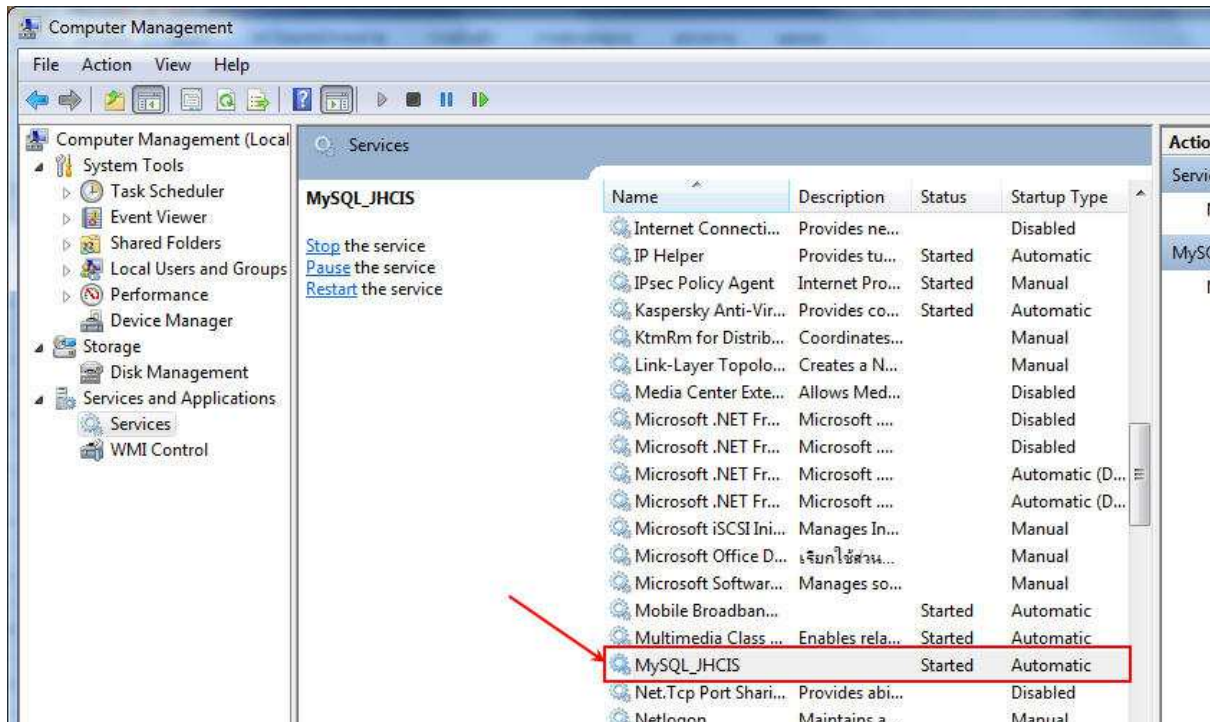 Computer Management
File Action View Help
Computer Management (Local
System Tools
Task Scheduler
Event Viewer
Shared Folders
Local Users and Groups
Performance
Device Manager
Storage
Disk Management
Services and Applications
Services
WMI Control
Services
MySQL_JHCIS
Stop the service
Pause the service
Restart the service
Name Description Status Startup Type
Internet Connecti... Provides ne... Disabled
IP Helper Provides tu... Started Automatic
IPsec Policy Agent Internet Pro... Started Manual
Kaspersky Anti-Vir... Provides co... Started Automatic
KtmRm for Distrib... Coordinates... Manual
Link-Layer Topolo... Creates a N... Manual
Media Center Exte... Allows Med... Disabled
Microsoft .NET Fr... Microsoft .... Disabled
Microsoft .NET Fr... Microsoft .... Disabled
Microsoft .NET Fr... Microsoft .... Automatic (D...
Microsoft .NET Fr... Microsoft .... Automatic (D...
Microsoft iSCSI Ini... Manages In... Manual
Microsoft Office D... เรียกใช้ส่วน... Manual
Microsoft Softwar... Manages so... Manual
Mobile Broadban... Started Automatic
Multimedia Class ... Enables rela... Started Automatic
MySQL_JHCIS Started Automatic
Net.Tcp Port Shari... Provides abi... Disabled
Netlogon Maintains a Manual
Actio
Servi
MySQ